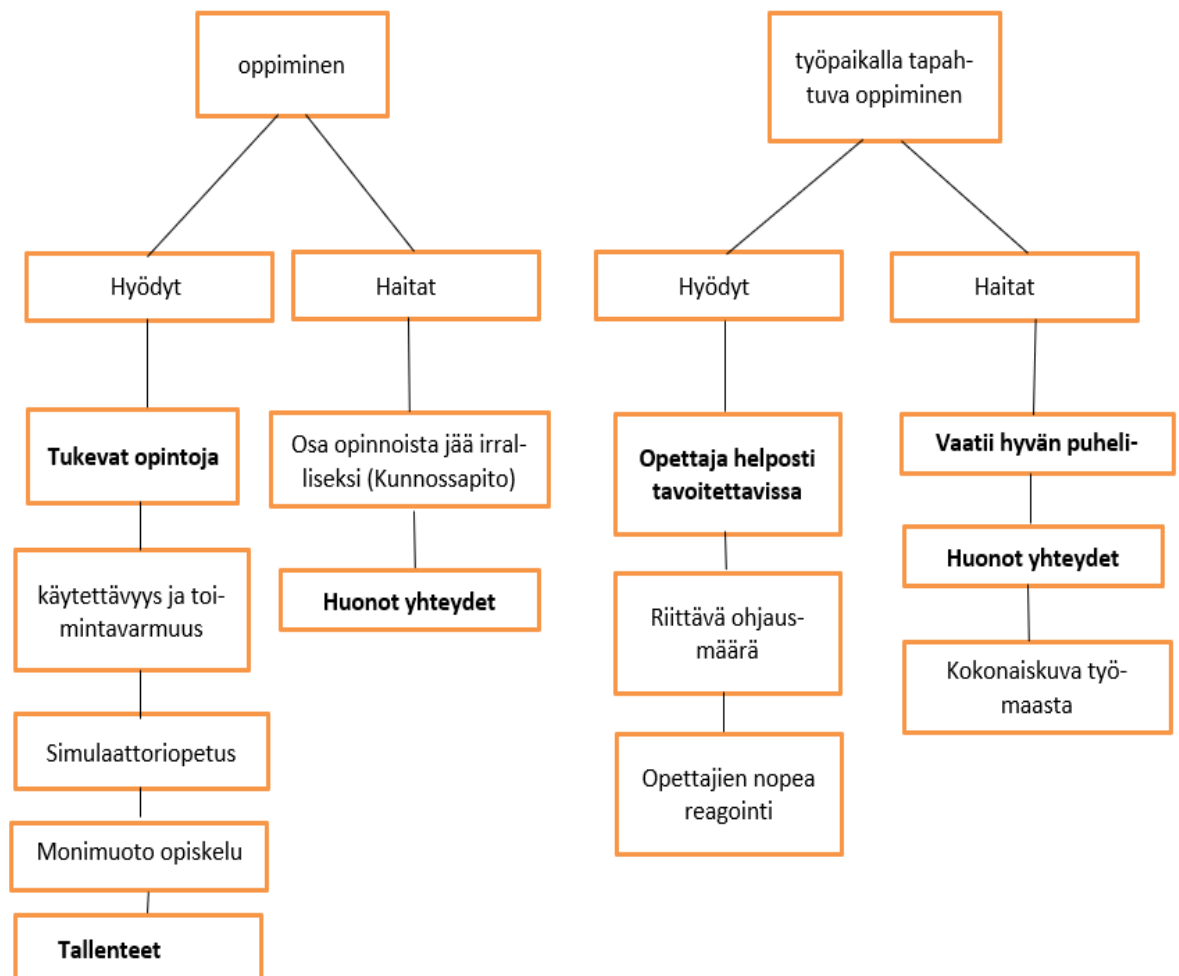 oppiminen
Hyödyt
Haitat
Tukevat opintoja
käytettävyys ja toi-
mintavarmuus
Simulaattoriopetus
Monimuoto opiskelu
Tallenteet
Osa opinnoista jää irral-
liseksi (Kunnossapito)
Huonot yhteydet
työpaikalla tapah-
tuva oppiminen
Hyödyt
Haitat
Opettaja helposti
tavoitettavissa
Riittävä ohjaus-
määrä
Opettajien nopea
reagointi
Vaatii hyvän puheli-
Huonot yhteydet
Kokonaiskuva työ-
maasta